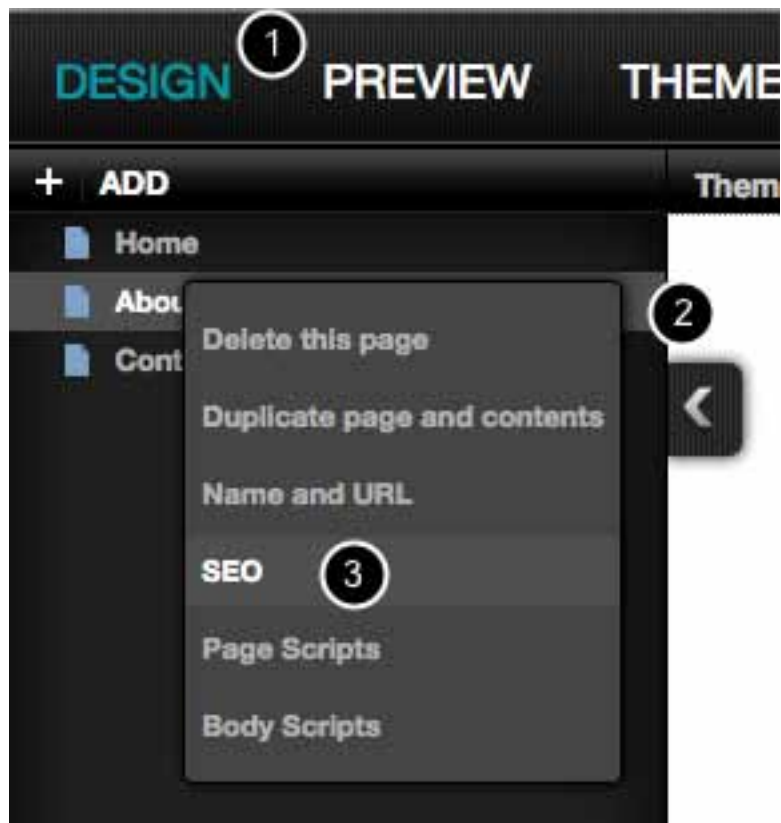 1
DESIGN PREVIEW THEME
+ ADD Them
Home
Abou 2
Cont
Delete this page
Duplicate page and contents
Name and URL
SEO 3
Page Scripts
Body Scripts